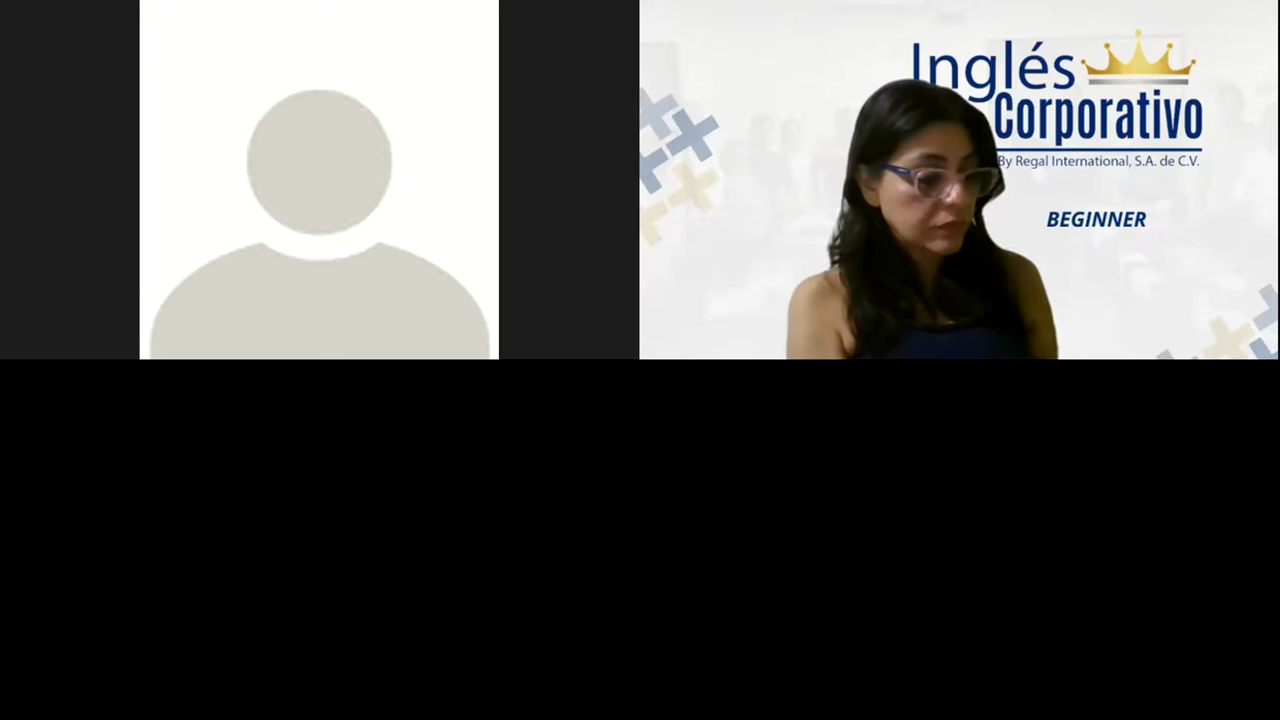 Inglés
Corporativo
By Regal International, S.A. de C.V.
BEGINNER